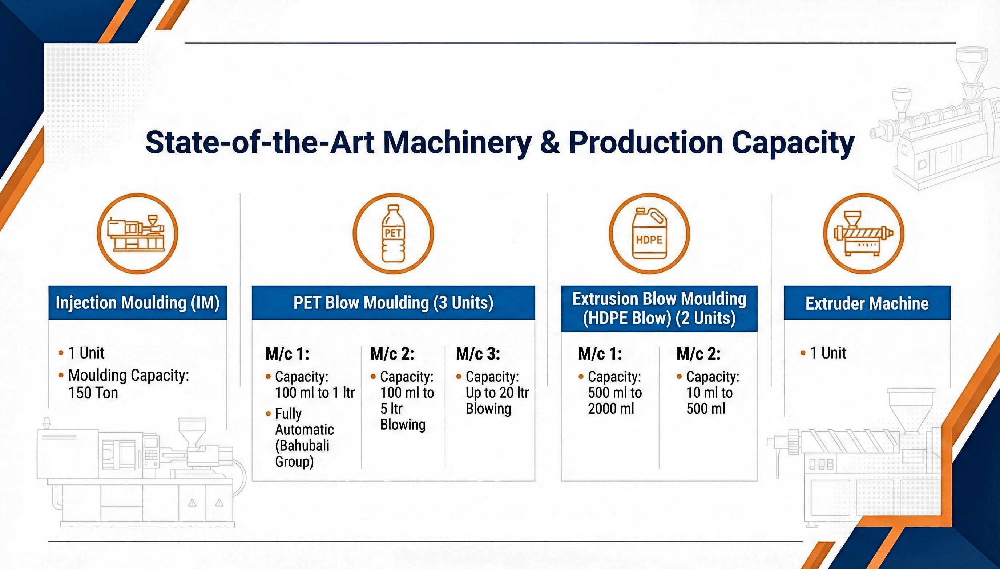 State-of-the-Art Machinery & Production Capacity
PET
HDPE
Injection Moulding (IM)
• 1 Unit
• Moulding Capacity:
150 Ton
PET Blow Moulding (3 Units)
M/c 1:
• Capacity:
100 ml to 1 ltr
• Fully
Automatic
(Bahubali
Group)
M/c 2:
• Capacity:
100 ml to
5 ltr
Blowing
M/c 3:
• Capacity:
Up to 20 ltr
Blowing
Extrusion Blow Moulding
(HDPE Blow) (2 Units)
M/c 1:
• Capacity:
500 ml to
2000 ml
M/c 2:
• Capacity:
10 ml to
500 ml
Extruder Machine
• 1 Unit